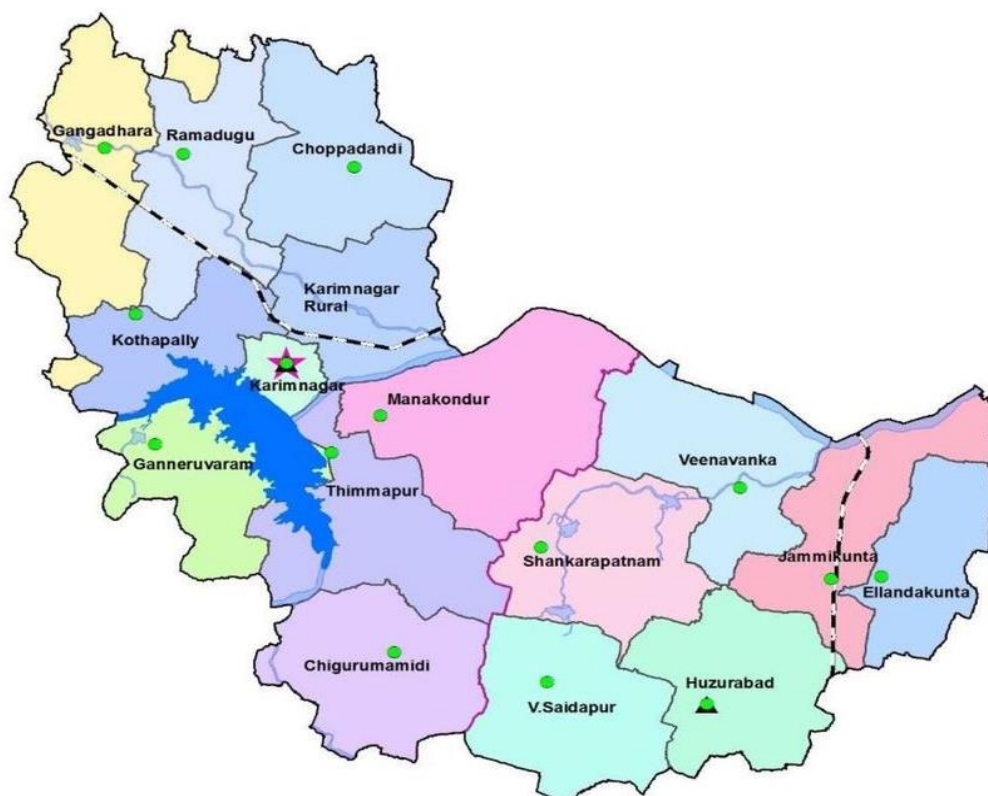 Gangadhara
Ramadugu
Choppadandi
Karimnagar
Rural
Kothapally
Karimnagar
Manakondur
Ganneruvaram
Thimmapur
Veenavanka
Shankarapatnam
Jammikunta
Ellandakunta
Chigurumamidi
Huzurabad
V.Saidapur